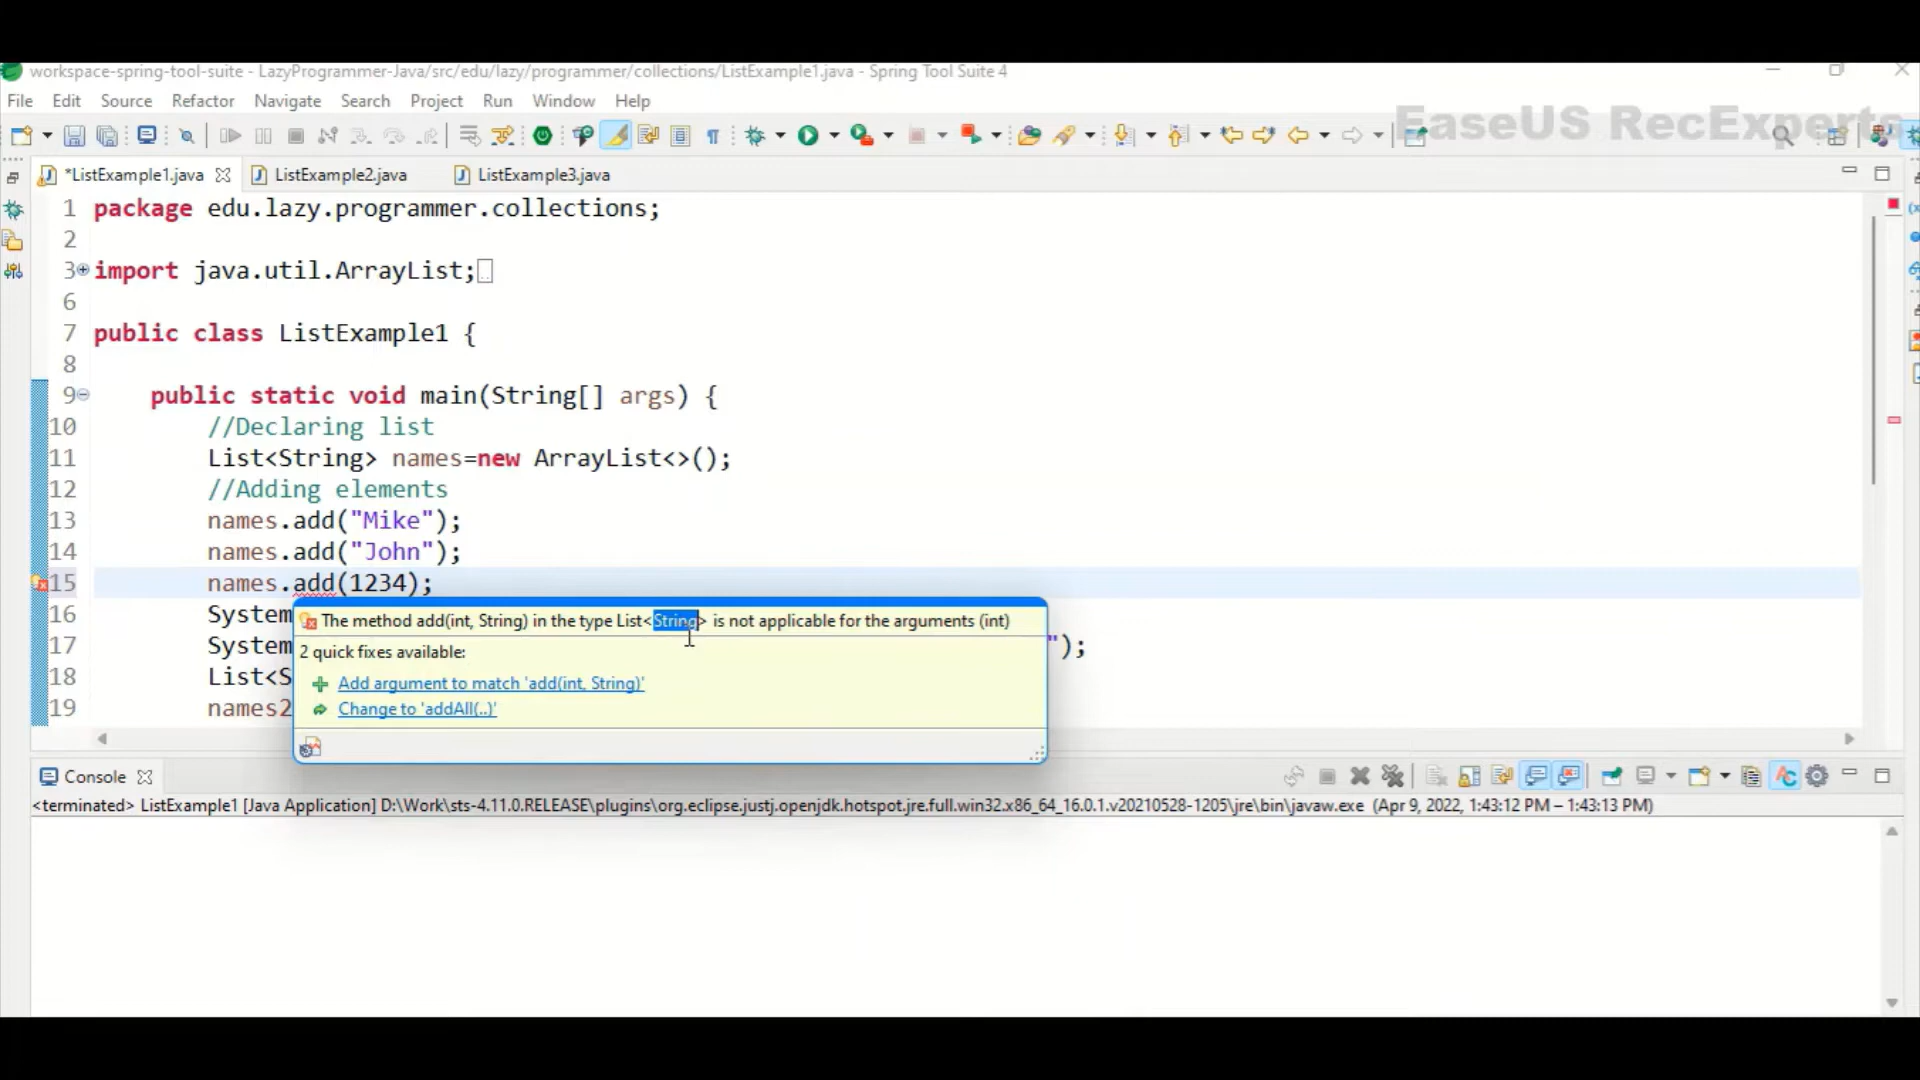 workspace-spring-tool-suite - LazyProgrammer-Java/src/edu/lazy/programmer/collections/ListExample1.java - Spring Tool Suite 4
File Edit Source Refactor Navigate Search Project Run Window Help
EaseUS RecExperts
*ListExample1.java ListExample2.java ListExample3.java
1 package edu.lazy.programmer.collections;
2
3 import java.util.ArrayList;
6
7 public class ListExample1 {
8
9 public static void main(String[] args) {
10 //Declaring list
11 List<String> names=new ArrayList<>();
12 //Adding elements
13 names.add("Mike");
14 names.add("John");
15 names.add(1234);
16 System
The method add(int, String) in the type List<String> is not applicable for the arguments (int)
17 System ");
2 quick fixes available:
18 List<S
Add argument to match 'add(int, String)'
19 names2
Change to 'addAll(..)'
Console
<terminated> ListExample1 [Java Application] D:\Work\sts-4.11.0.RELEASE\plugins\org.eclipse.justj.openjdk.hotspot.jre.full.win32.x86_64_16.0.1.v20210528-1205\jre\bin\javaw.exe (Apr 9, 2022, 1:43:12 PM – 1:43:13 PM)